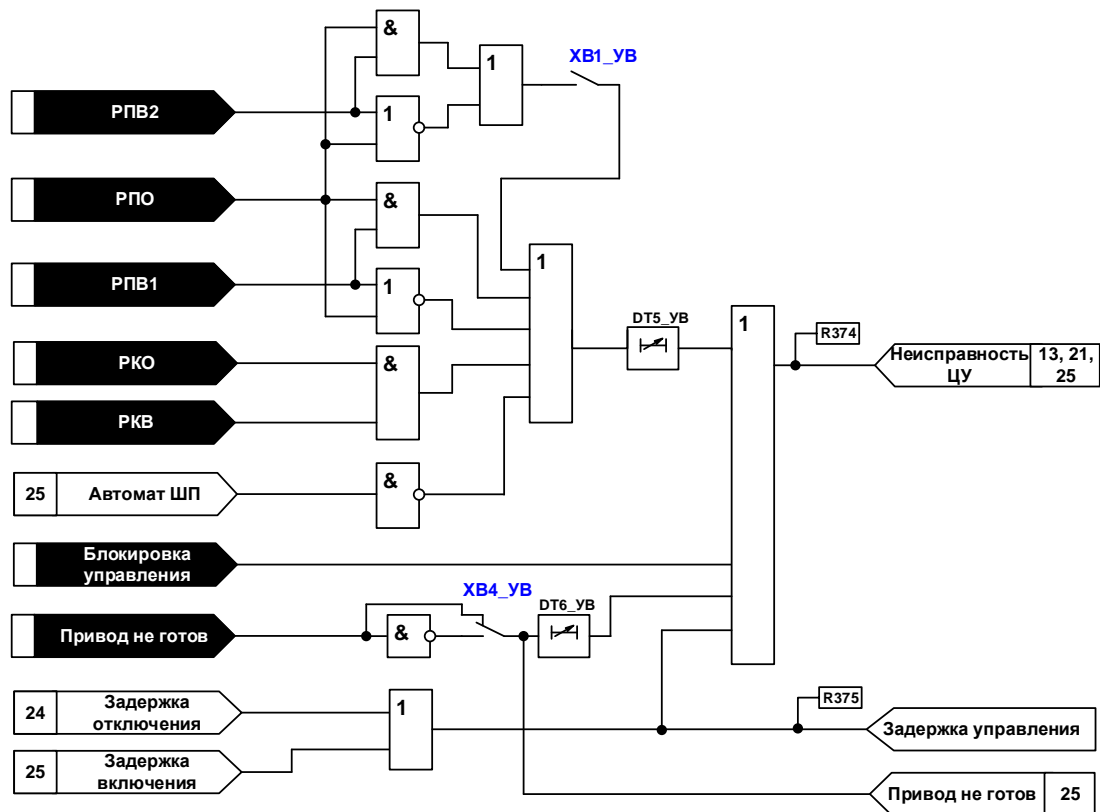 &
1
ХВ1_УВ
РПВ2
1
РПО
&
1
РПВ1
1
DT5_УВ
1
R374
РКО
&
Неисправность
ЦУ
13, 21,
25
РКВ
25
Автомат ШП
&
Блокировка
управления
ХВ4_УВ
DT6_УВ
Привод не готов
&
24
Задержка
отключения
1
R375
Задержка управления
25
Задержка
включения
Привод не готов
25